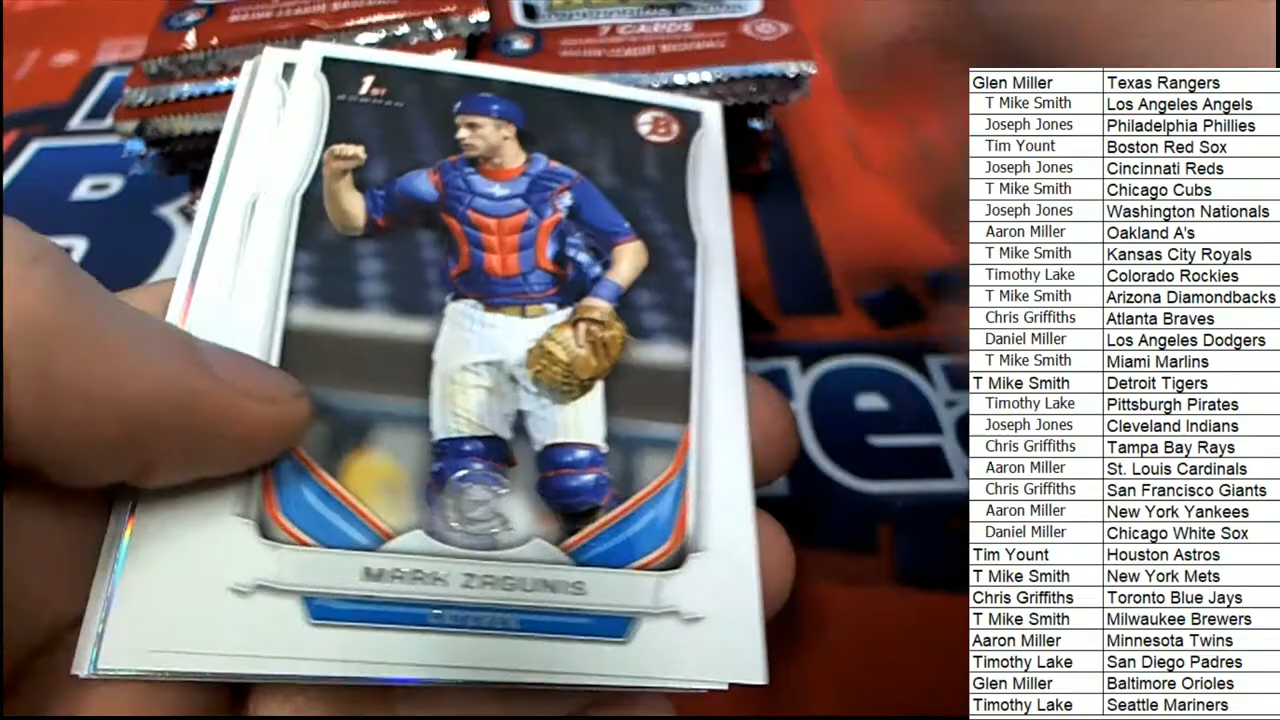 7 CARDS
MAJOR LEAGUE BASEBALL
1ST
BOWMAN
B
MARK ZAGUNIS
D
e
Glen Miller Texas Rangers
T Mike Smith Los Angeles Angels
Joseph Jones Philadelphia Phillies
Tim Yount Boston Red Sox
Joseph Jones Cincinnati Reds
T Mike Smith Chicago Cubs
Joseph Jones Washington Nationals
Aaron Miller Oakland A's
T Mike Smith Kansas City Royals
Timothy Lake Colorado Rockies
T Mike Smith Arizona Diamondbacks
Chris Griffiths Atlanta Braves
Daniel Miller Los Angeles Dodgers
T Mike Smith Miami Marlins
T Mike Smith Detroit Tigers
Timothy Lake Pittsburgh Pirates
Joseph Jones Cleveland Indians
Chris Griffiths Tampa Bay Rays
Aaron Miller St. Louis Cardinals
Chris Griffiths San Francisco Giants
Aaron Miller New York Yankees
Daniel Miller Chicago White Sox
Tim Yount Houston Astros
T Mike Smith New York Mets
Chris Griffiths Toronto Blue Jays
T Mike Smith Milwaukee Brewers
Aaron Miller Minnesota Twins
Timothy Lake San Diego Padres
Glen Miller Baltimore Orioles
Timothy Lake Seattle Mariners